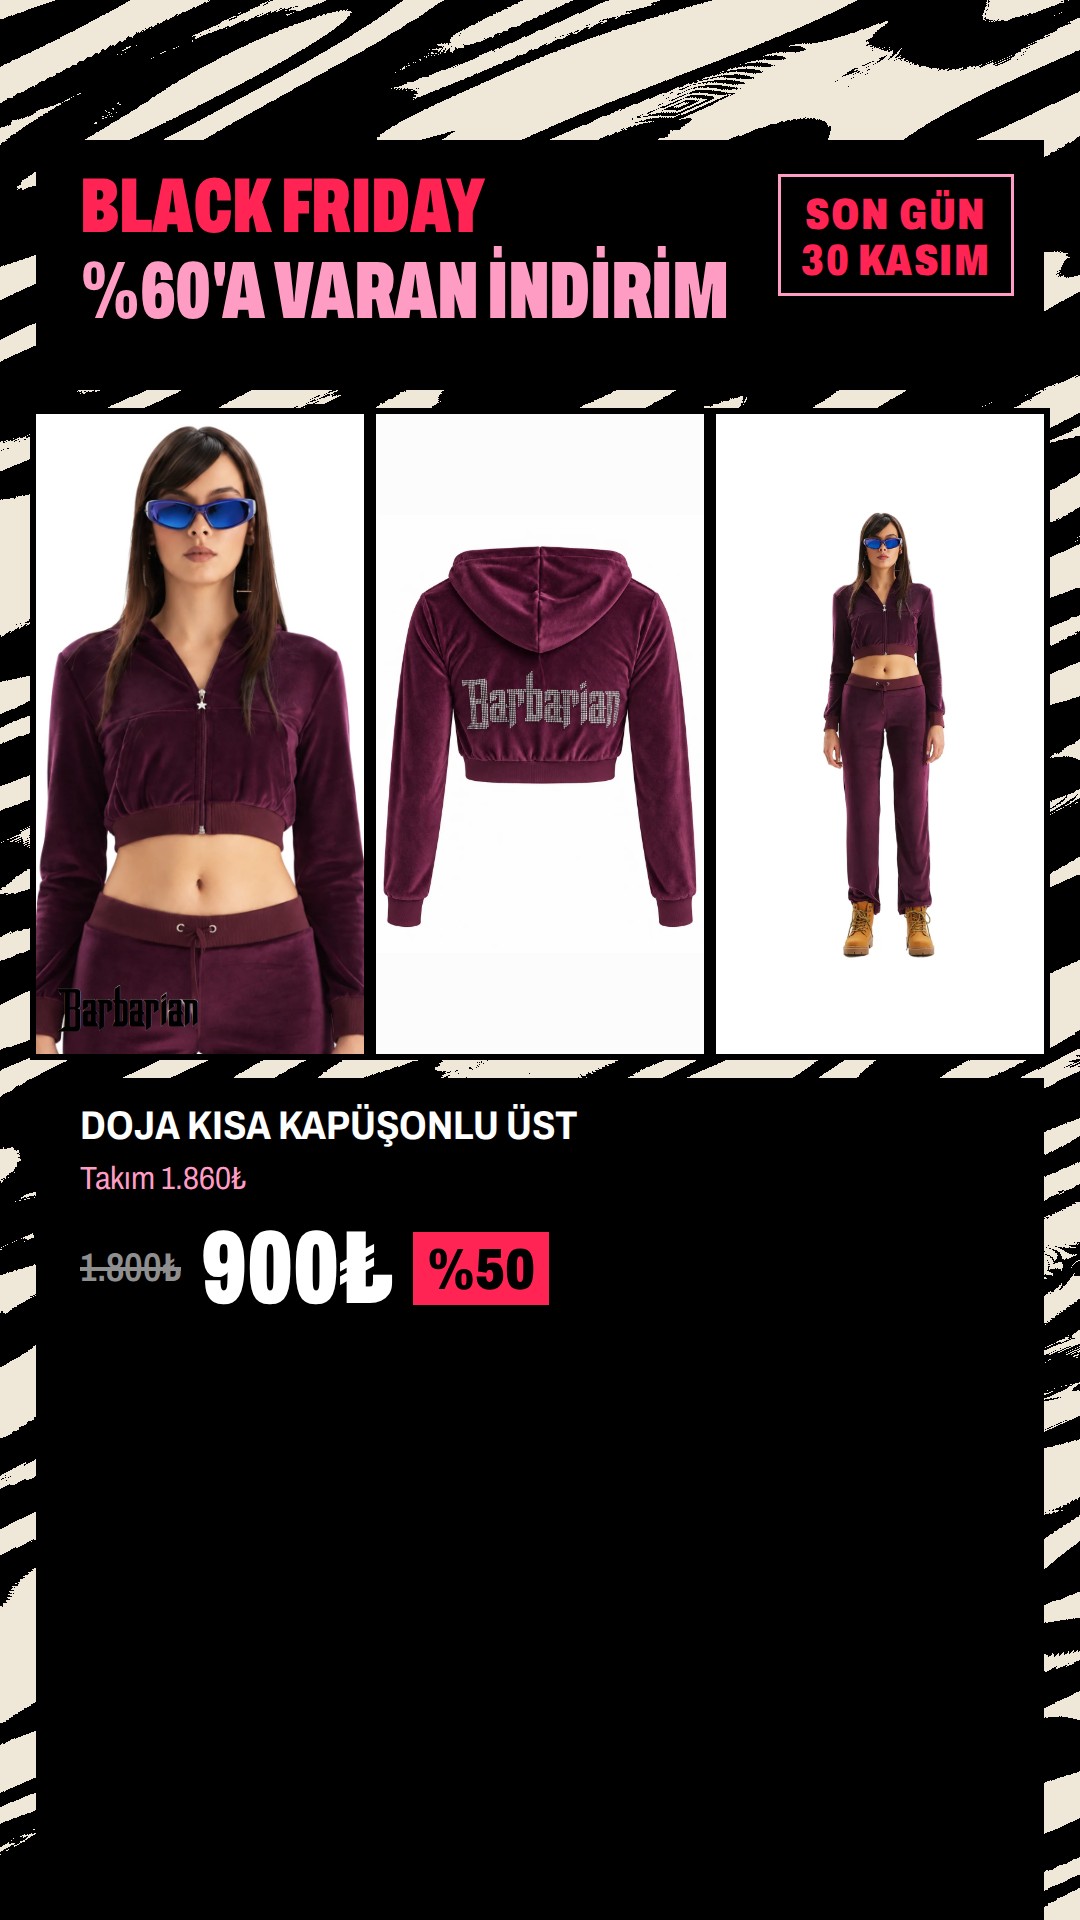 BLACK FRIDAY
%60'A VARAN İNDİRİM
SON GÜN
30 KASIM
Barbarian
Barbarian
DOJA KISA KAPÜŞONLU ÜST
Takım 1.860₺
1.800₺ 900₺ %50